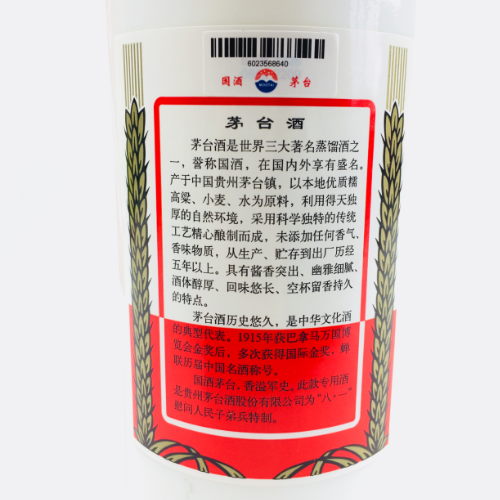 6023568640
国酒 茅台
MOUTAI
茅台酒
茅台酒是世界三大著名蒸馏酒之
一，誉称国酒，在国内外享有盛名。
产于中国贵州茅台镇，以本地优质糯
高粱、小麦、水为原料，利用得天独
厚的自然环境，采用科学独特的传统
工艺精心酿制而成，未添加任何香气、
香味物质，从生产、贮存到出厂历经
五年以上。具有酱香突出、幽雅细腻、
酒体醇厚、回味悠长、空杯留香持久
的特点。
茅台酒历史悠久，是中华文化酒
的典型代表。1915年获巴拿马万国博
览会金奖后，多次获得国际金奖，蝉
联历届中国名酒称号。
国酒茅台，香溢军史。此款专用酒
是贵州茅台酒股份有限公司为“八·一”
慰问人民子弟兵特制。